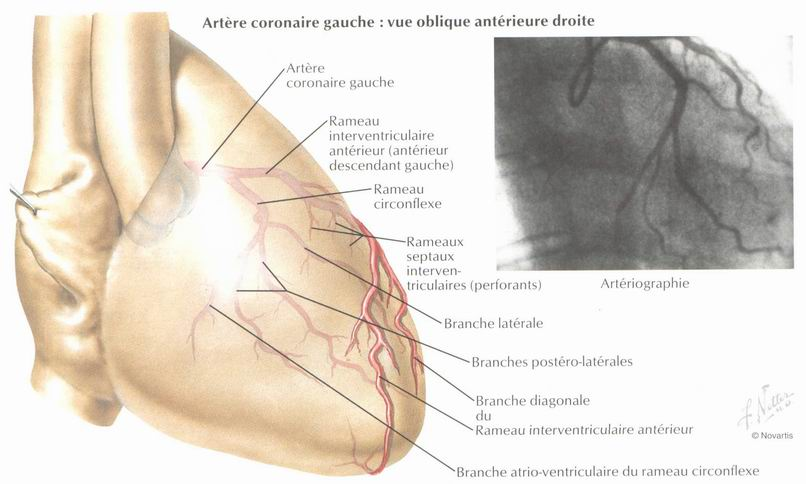 Artère coronaire gauche : vue oblique antérieure droite
Artère
coronaire gauche
Rameau
interventriculaire
antérieur (antérieur
descendant gauche)
Rameau
circonflexe
Rameaux
septaux
interven-
triculaires (perforants)
Artériographie
Branche latérale
Branches postéro-latérales
Branche diagonale
du
Rameau interventriculaire antérieur
Branche atrio-ventriculaire du rameau circonflexe
F. Netter
© Novartis